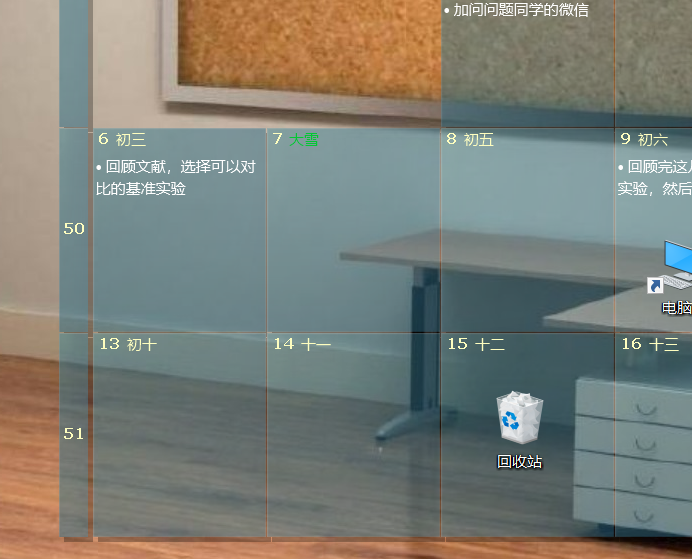 • 加问问题同学的微信
6 初三
7 大雪
8 初五
9 初六
• 回顾文献，选择可以对
比的基准实验
• 回顾完这
实验，然后
50
电脑
13 初十
14 十一
15 十二
16 十三
51
回收站